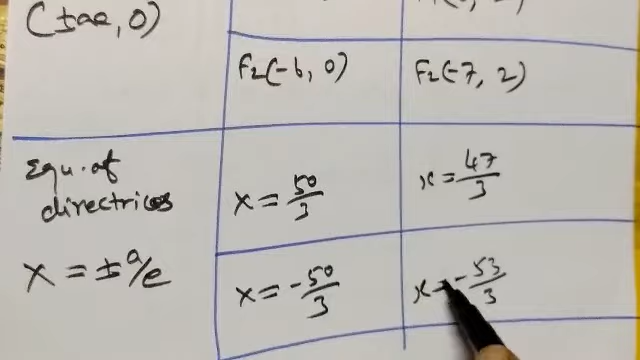 (±ae, 0)
F₂(-6, 0)
F₂(-7, 2)
Equ. of
directrices
X = ±a/e
X = 50/3
x = 47/3
X = -50/3
x = -53/3